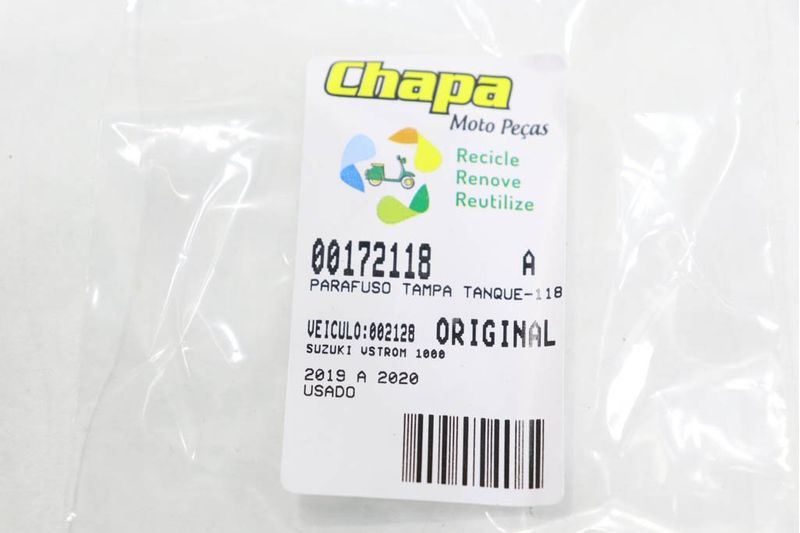 Chapa
Moto Peças
Recicle
Renove
Reutilize
00172118 A
PARAFUSO TAMPA TANQUE-118
VEICULO:002128 ORIGINAL
SUZUKI VSTROM 1000
2019 A 2020
USADO